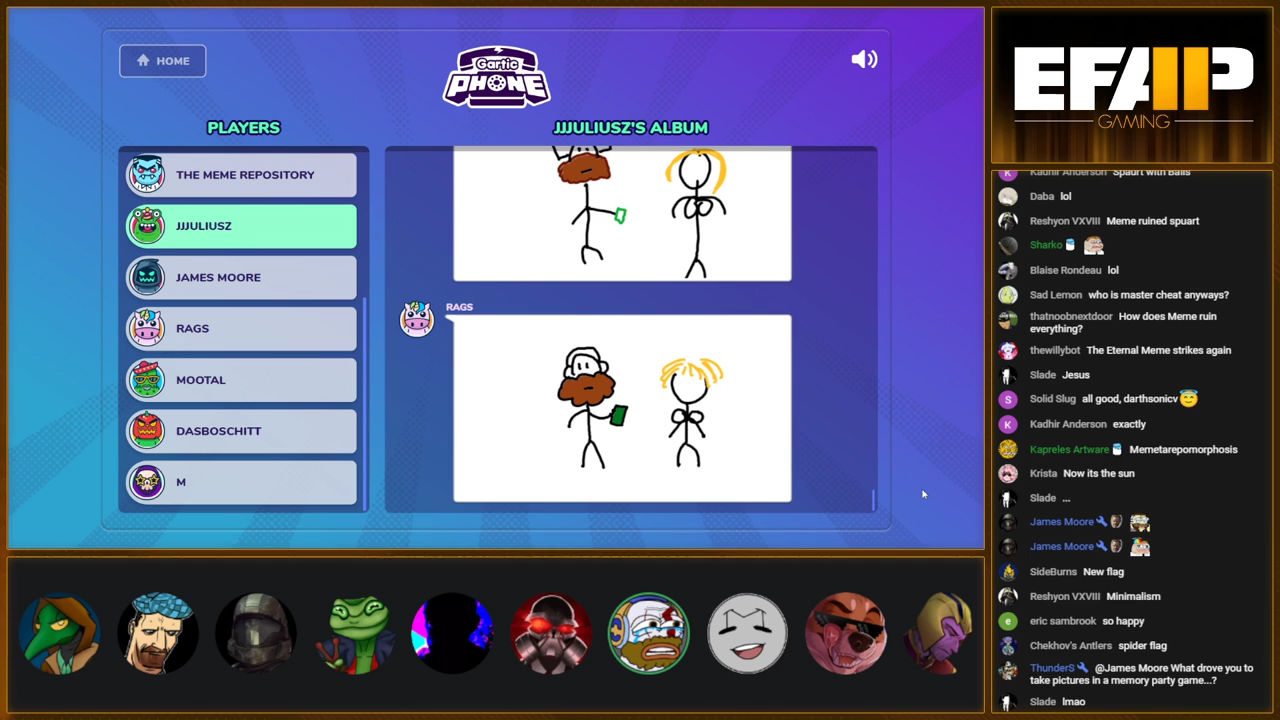 HOME
Gartic
PHONE
PLAYERS
JJJULIUSZ'S ALBUM
THE MEME REPOSITORY
JJJULIUSZ
JAMES MOORE
RAGS
MOOTAL
DASBOSCHITT
M
RAGS
EFAP
GAMING
Kadhir Anderson Spaurt with Balls
Daba lol
Reshyon VXVIII Meme ruined spuart
Sharko
Blaise Rondeau lol
Sad Lemon who is master cheat anyways?
thatnoobnextdoor How does Meme ruin
everything?
thewillybot The Eternal Meme strikes again
Slade Jesus
Solid Slug all good, darthsonicv
Kadhir Anderson exactly
Kapreles Artware Memetarepomorphosis
Krista Now its the sun
Slade ...
James Moore
James Moore
SideBurns New flag
Reshyon VXVIII Minimalism
eric sambrook so happy
Chekhov's Antlers spider flag
ThunderS @James Moore What drove you to
take pictures in a memory party game...?
Slade lmao